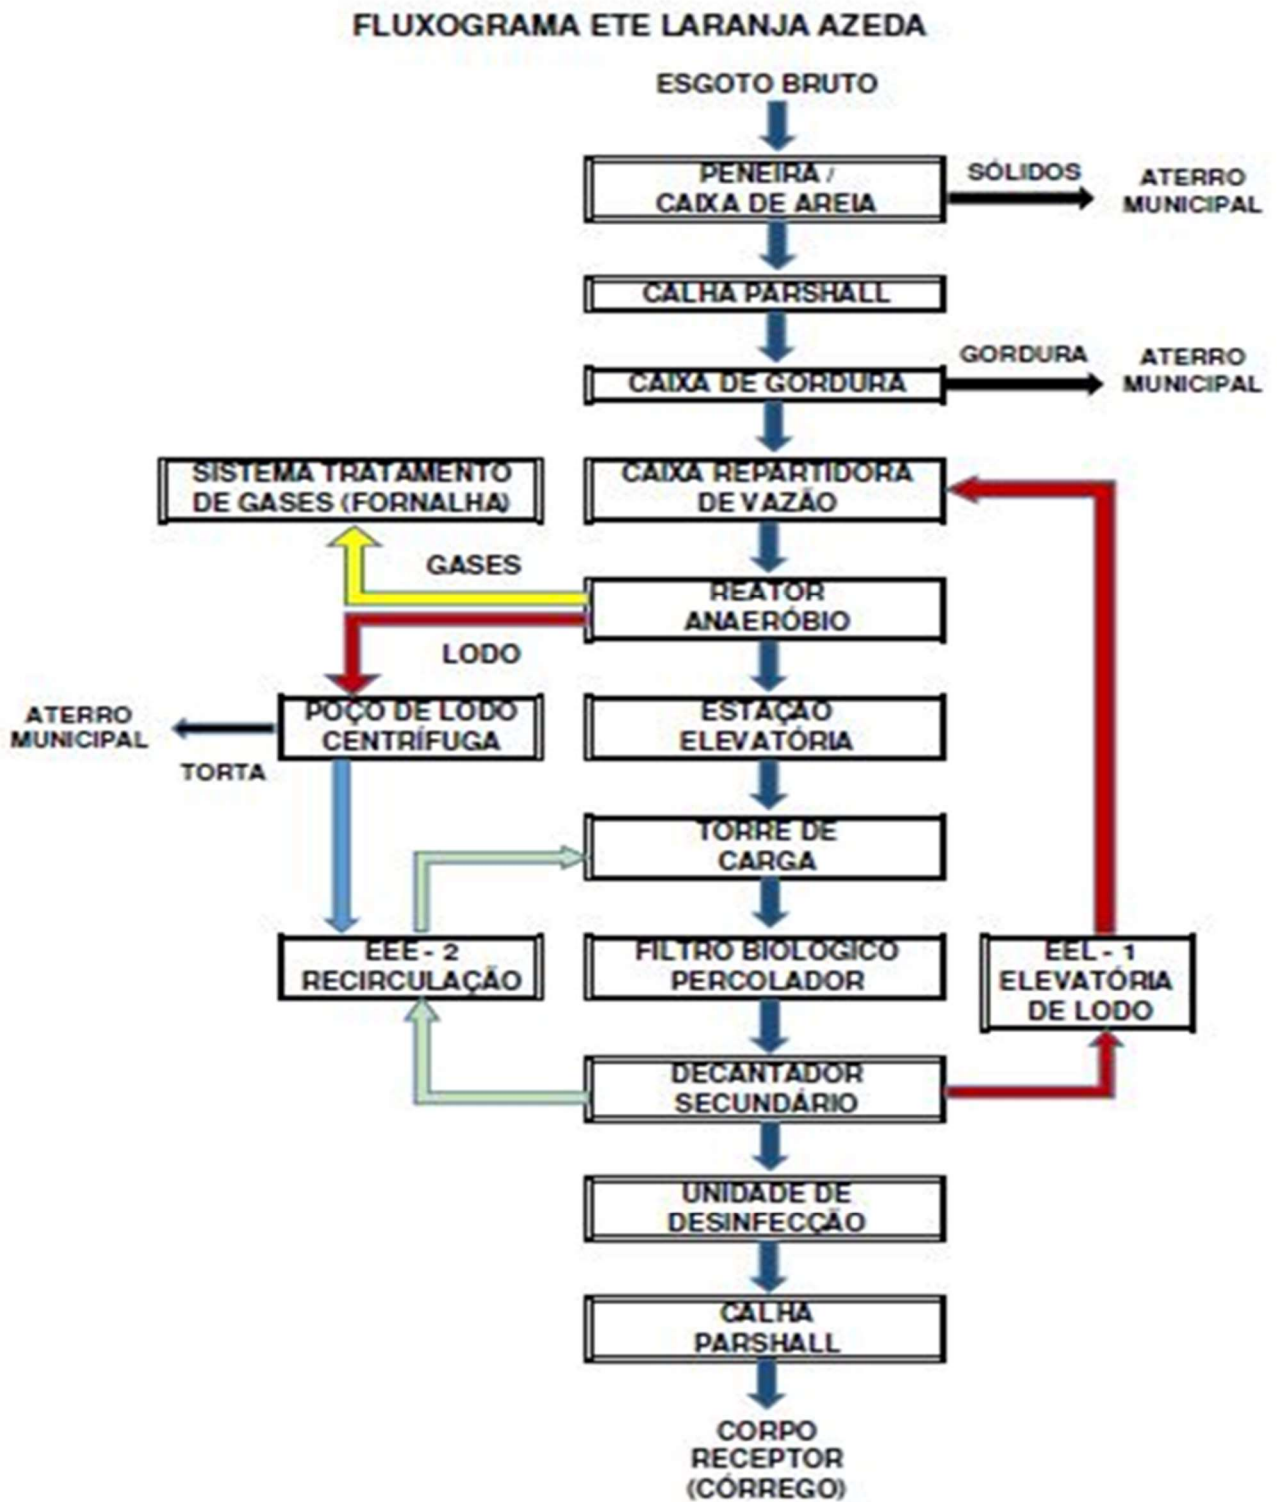 FLUXOGRAMA ETE LARANJA AZEDA
ESGOTO BRUTO
PENEIRA /
CAIXA DE AREIA
SÓLIDOS
ATERRO
MUNICIPAL
CALHA PARSHALL
CAIXA DE GORDURA
GORDURA
ATERRO
MUNICIPAL
SISTEMA TRATAMENTO
DE GASES (FORNALHA)
CAIXA REPARTIDORA
DE VAZÃO
GASES
REATOR
ANAERÓBIO
LODO
ATERRO
MUNICIPAL
TORTA
POÇO DE LODO
CENTRÍFUGA
ESTAÇÃO
ELEVATÓRIA
TORRE DE
CARGA
EEE - 2
RECIRCULAÇÃO
FILTRO BIOLOGICO
PERCOLADOR
EEL - 1
ELEVATÓRIA
DE LODO
DECANTADOR
SECUNDÁRIO
UNIDADE DE
DESINFECÇÃO
CALHA
PARSHALL
CORPO
RECEPTOR
(CÓRREGO)